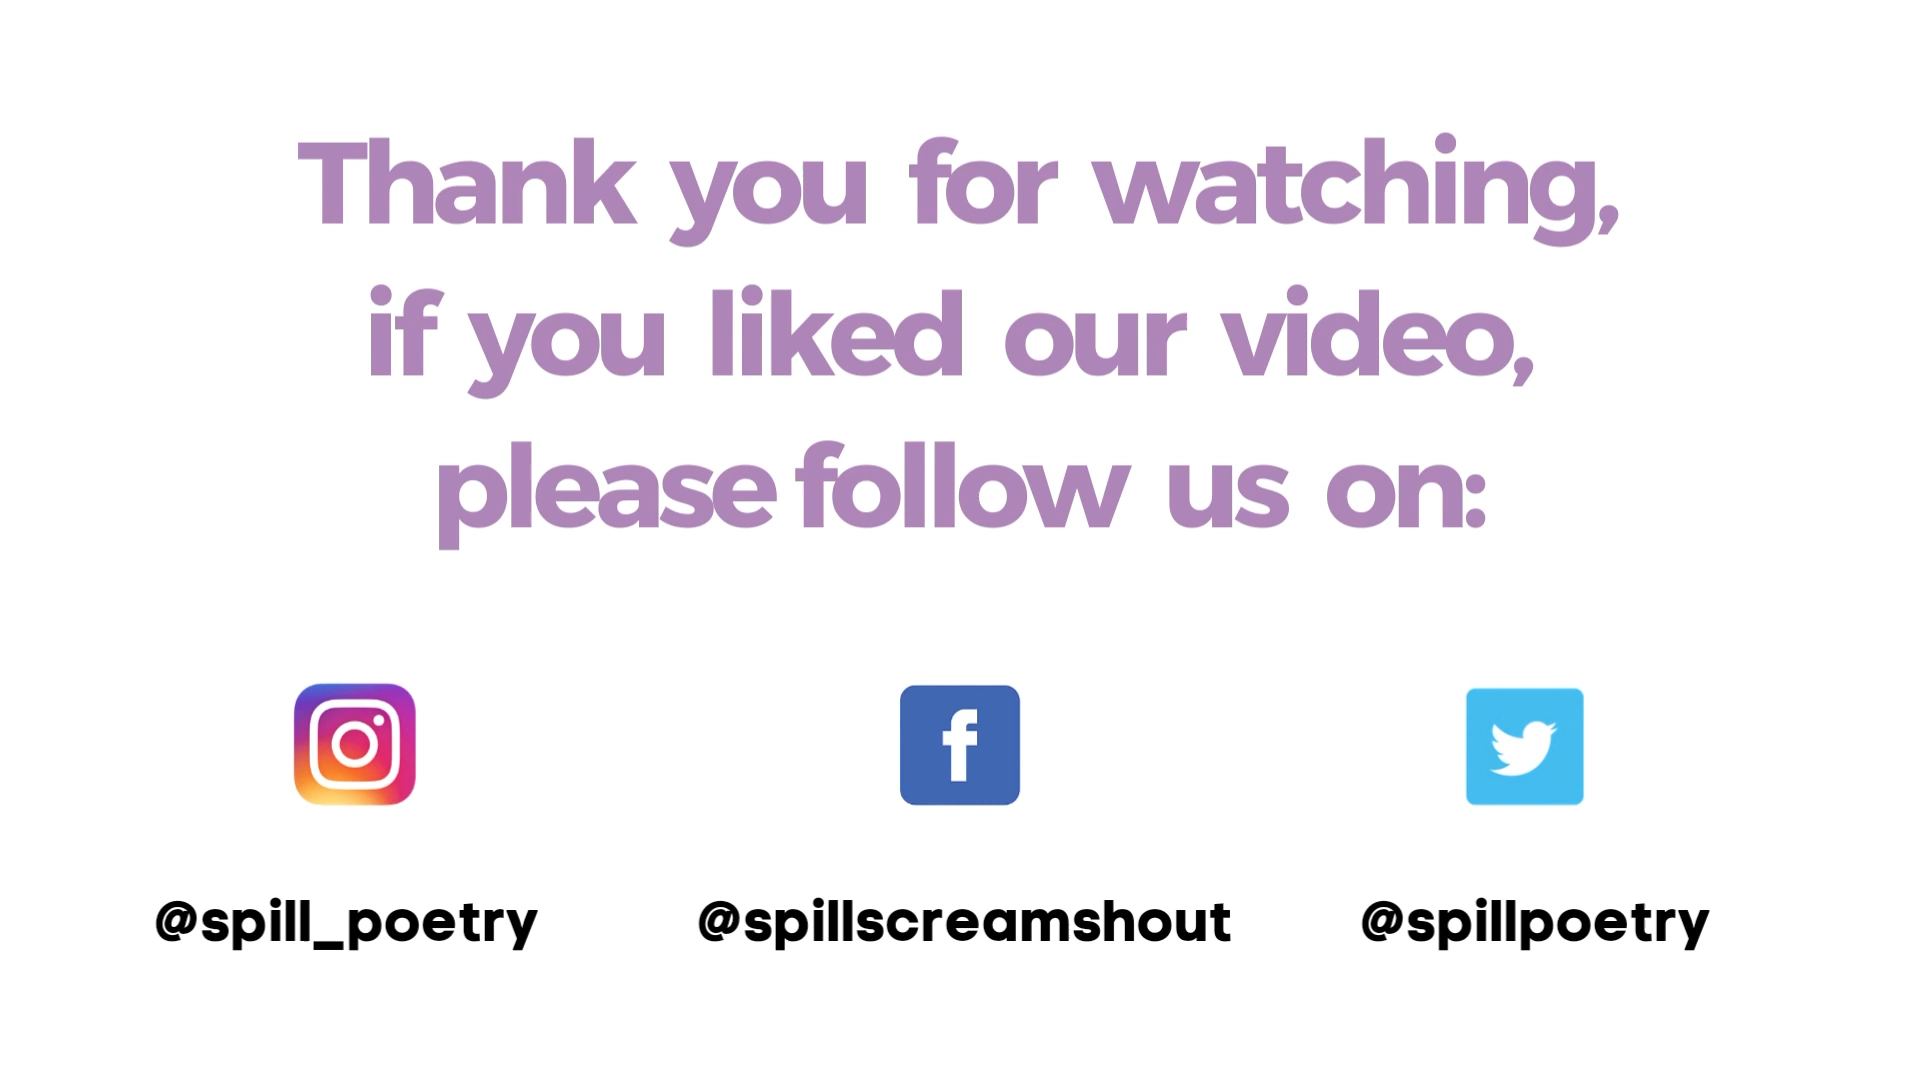 Thank you for watching,
if you liked our video,
please follow us on:
@spill_poetry
@spillscreamshout
@spillpoetry